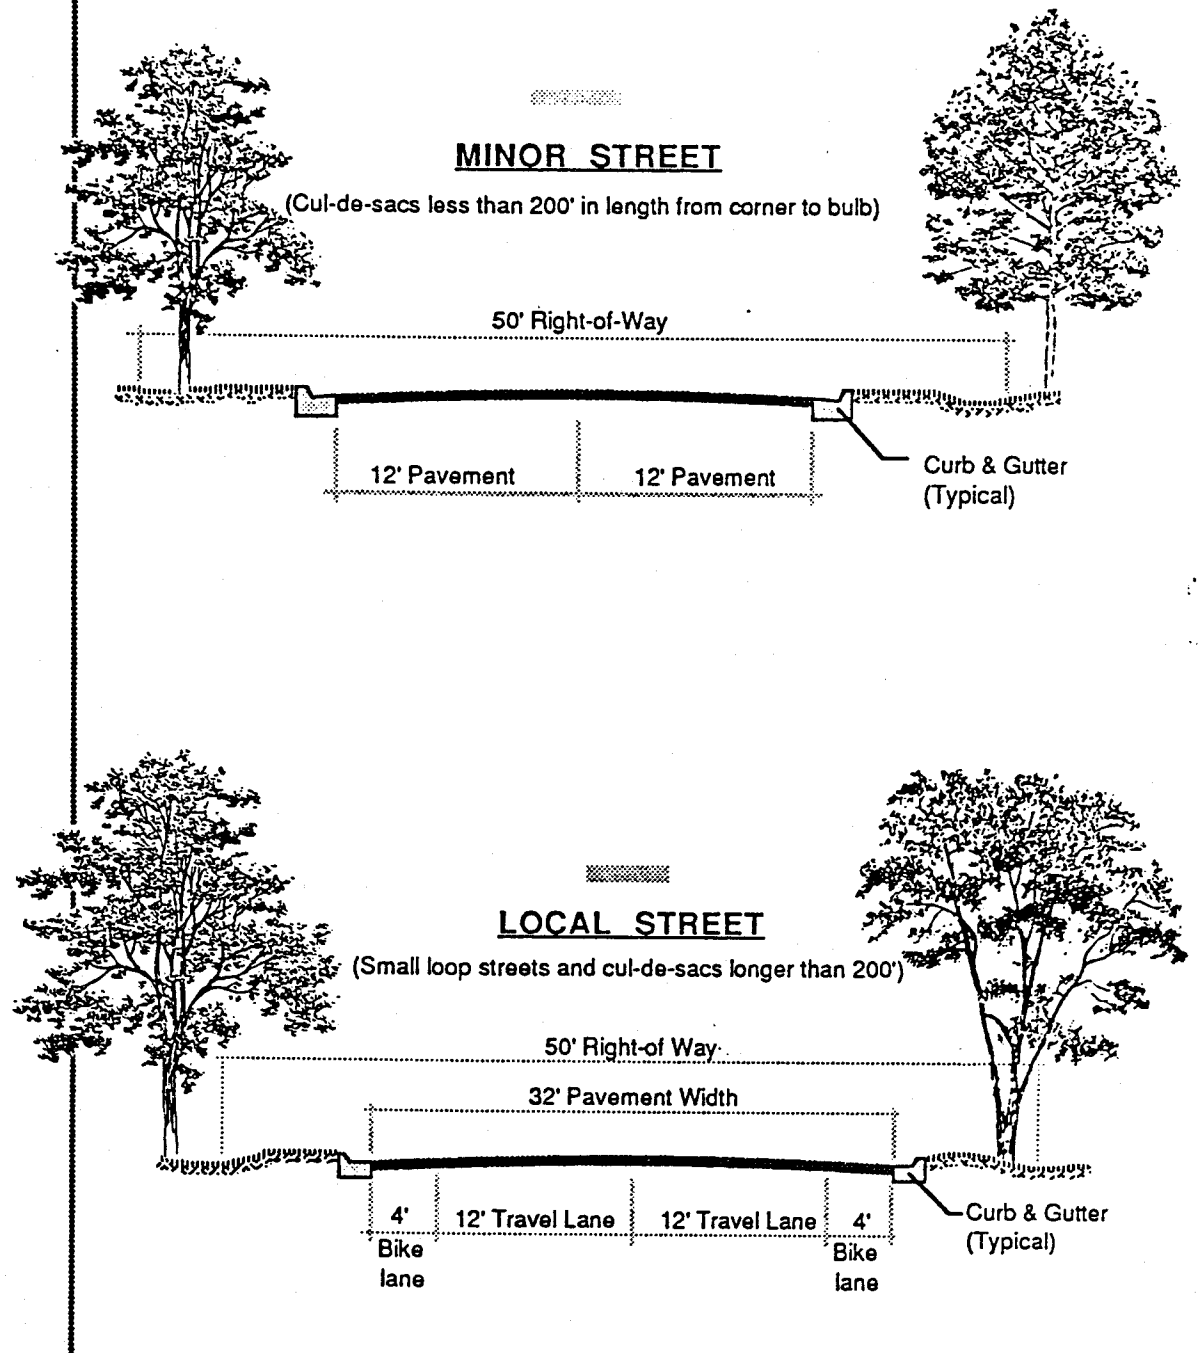 MINOR STREET
(Cul-de-sacs less than 200' in length from corner to bulb)
50' Right-of-Way
12' Pavement
12' Pavement
Curb & Gutter
(Typical)
LOCAL STREET
(Small loop streets and cul-de-sacs longer than 200')
50' Right-of Way
32' Pavement Width
4'
12' Travel Lane
12' Travel Lane
4'
Bike
lane
Bike
lane
Curb & Gutter
(Typical)